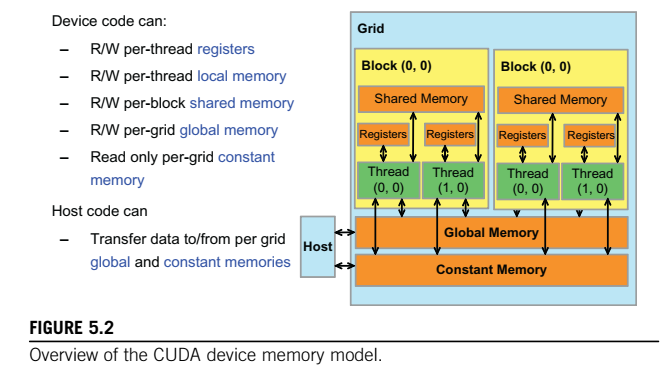 Device code can:
– R/W per-thread registers
– R/W per-thread local memory
– R/W per-block shared memory
– R/W per-grid global memory
– Read only per-grid constant
memory
Host code can
– Transfer data to/from per grid
global and constant memories
Grid
Block (0, 0)
Shared Memory
Registers
Registers
Thread
(0, 0)
Thread
(1, 0)
Block (0, 0)
Shared Memory
Registers
Registers
Thread
(0, 0)
Thread
(1, 0)
Host
Global Memory
Constant Memory
FIGURE 5.2
Overview of the CUDA device memory model.